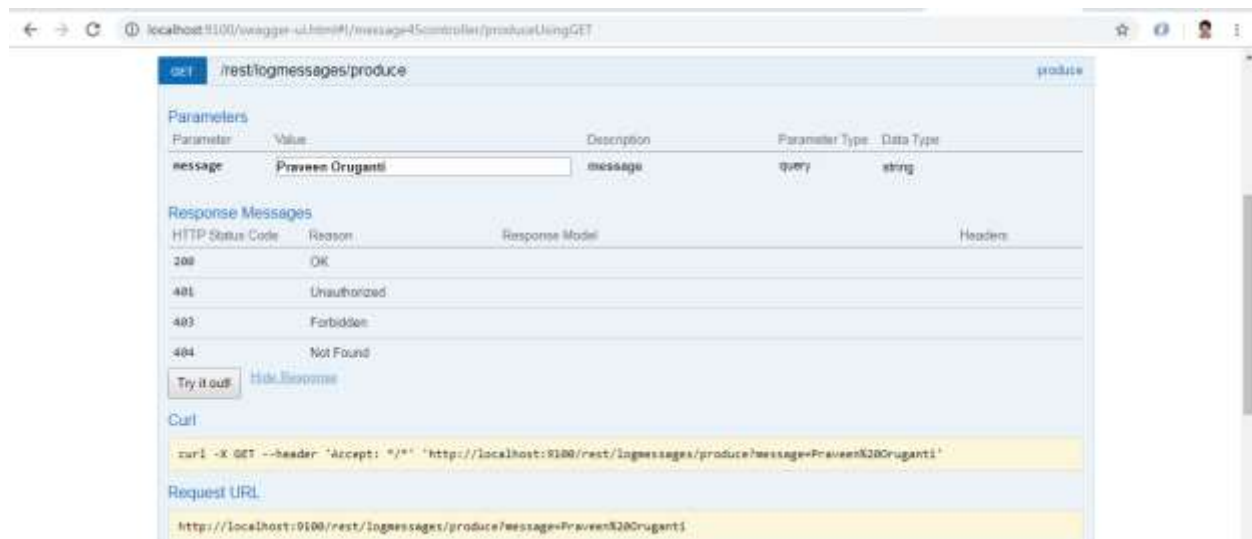 localhost:9100/swagger-ui.html#!/message45controller/produceUsingGET
GET /rest/logmessages/produce produce
Parameters
Parameter Value Description Parameter Type Data Type
message Praveen Oruganti message query string
Response Messages
HTTP Status Code Reason Response Model Headers
200 OK
401 Unauthorized
403 Forbidden
404 Not Found
Try it out! Hide Response
Curl
curl -X GET --header 'Accept: */*' 'http://localhost:9100/rest/logmessages/produce?message=Praveen%20Oruganti'
Request URL
http://localhost:9100/rest/logmessages/produce?message=Praveen%20Oruganti